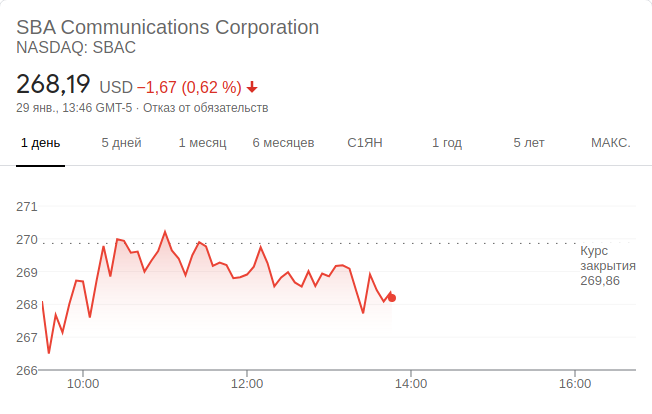 SBA Communications Corporation
NASDAQ: SBAC
268,19 USD −1,67 (0,62 %)
29 янв., 13:46 GMT-5 · Отказ от обязательств
1 день 5 дней 1 месяц 6 месяцев С1ЯН 1 год 5 лет МАКС.
271
270
Курс
закрытия
269
269,86
268
267
266
10:00 12:00 14:00 16:00